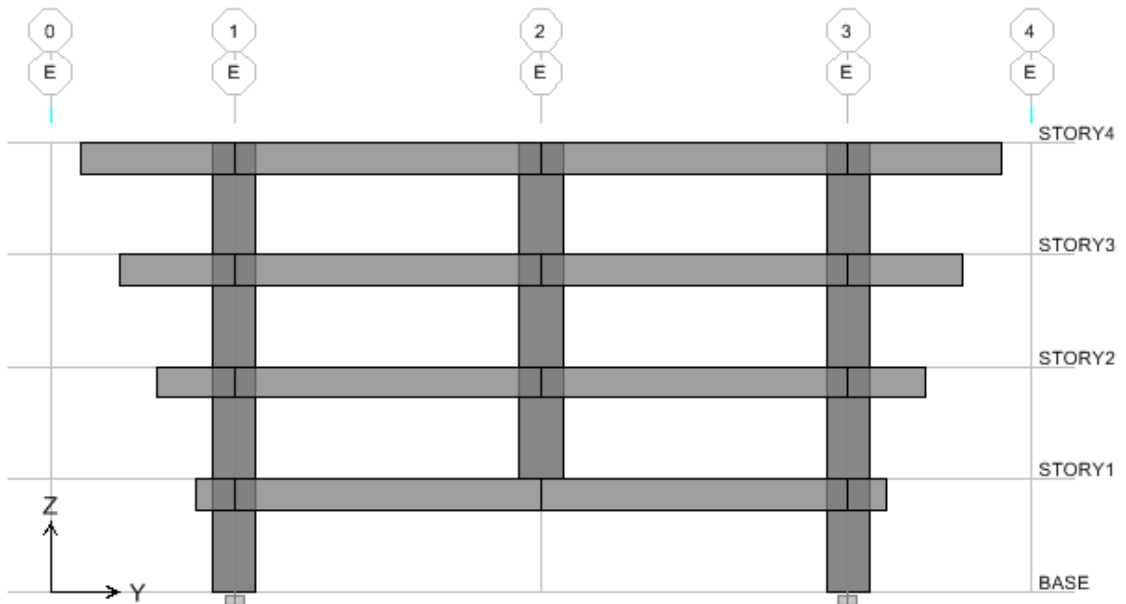 0 1 2 3 4
E E E E E
STORY4
STORY3
STORY2
STORY1
Z
Y
BASE